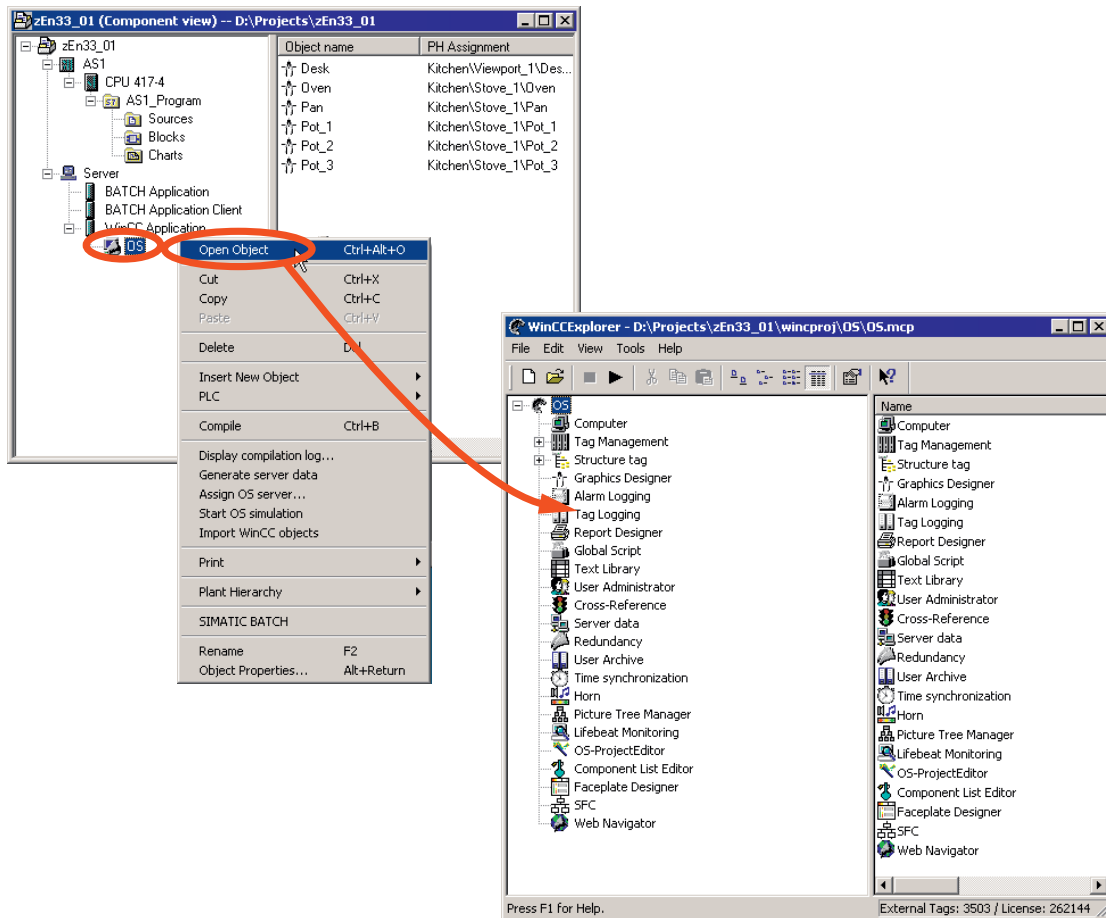 zEn33_01 (Component view) -- D:\Projects\zEn33_01
zEn33_01
AS1
CPU 417-4
AS1_Program
Sources
Blocks
Charts
Server
BATCH Application
BATCH Application Client
WinCC Application
OS
Object name PH Assignment
Desk Kitchen\Viewport_1\Des...
Oven Kitchen\Stove_1\Oven
Pan Kitchen\Stove_1\Pan
Pot_1 Kitchen\Stove_1\Pot_1
Pot_2 Kitchen\Stove_1\Pot_2
Pot_3 Kitchen\Stove_1\Pot_3
Open Object Ctrl+Alt+O
Cut Ctrl+X
Copy Ctrl+C
Paste Ctrl+V
Delete
Insert New Object
PLC
Compile Ctrl+B
Display compilation log...
Generate server data
Assign OS server...
Start OS simulation
Import WinCC objects
Print
Plant Hierarchy
SIMATIC BATCH
Rename F2
Object Properties... Alt+Return
WinCCExplorer - D:\Projects\zEn33_01\wincproj\OS\OS.mcp
File Edit View Tools Help
OS
Computer
Tag Management
Structure tag
Graphics Designer
Alarm Logging
Tag Logging
Report Designer
Global Script
Text Library
User Administrator
Cross-Reference
Server data
Redundancy
User Archive
Time synchronization
Horn
Picture Tree Manager
Lifebeat Monitoring
OS-ProjectEditor
Component List Editor
Faceplate Designer
SFC
Web Navigator
Name
Computer
Tag Management
Structure tag
Graphics Designer
Alarm Logging
Tag Logging
Report Designer
Global Script
Text Library
User Administrator
Cross-Reference
Server data
Redundancy
User Archive
Time synchronization
Horn
Picture Tree Manager
Lifebeat Monitoring
OS-ProjectEditor
Component List Editor
Faceplate Designer
SFC
Web Navigator
Press F1 for Help.
External Tags: 3503 / License: 262144